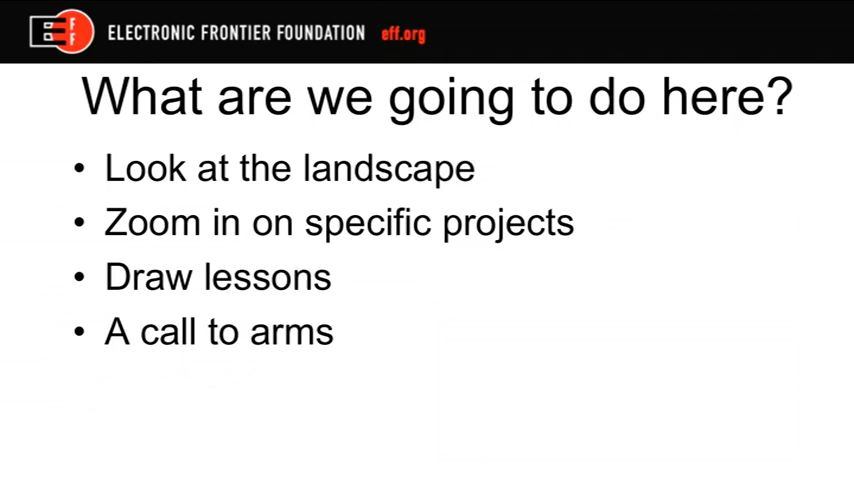 EFF ELECTRONIC FRONTIER FOUNDATION eff.org
What are we going to do here?
• Look at the landscape
• Zoom in on specific projects
• Draw lessons
• A call to arms